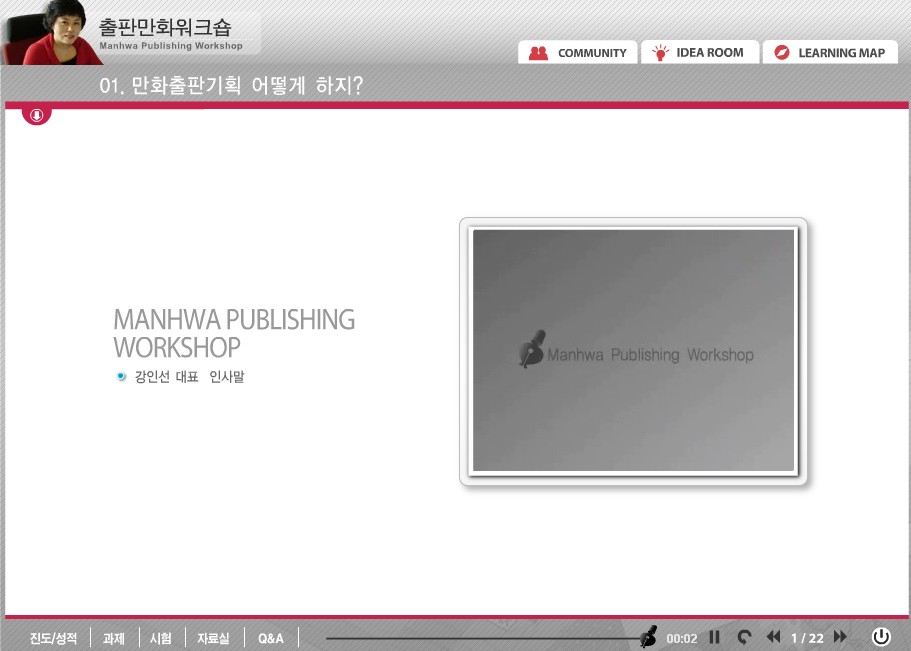 출판만화워크숍
Manhwa Publishing Workshop
COMMUNITY
IDEA ROOM
LEARNING MAP
01. 만화출판기획 어떻게 하지?
MANHWA PUBLISHING
WORKSHOP
강인선 대표 인사말
Manhwa Publishing Workshop
진도/성적
과제
시험
자료실
Q&A
00:02
1 / 22